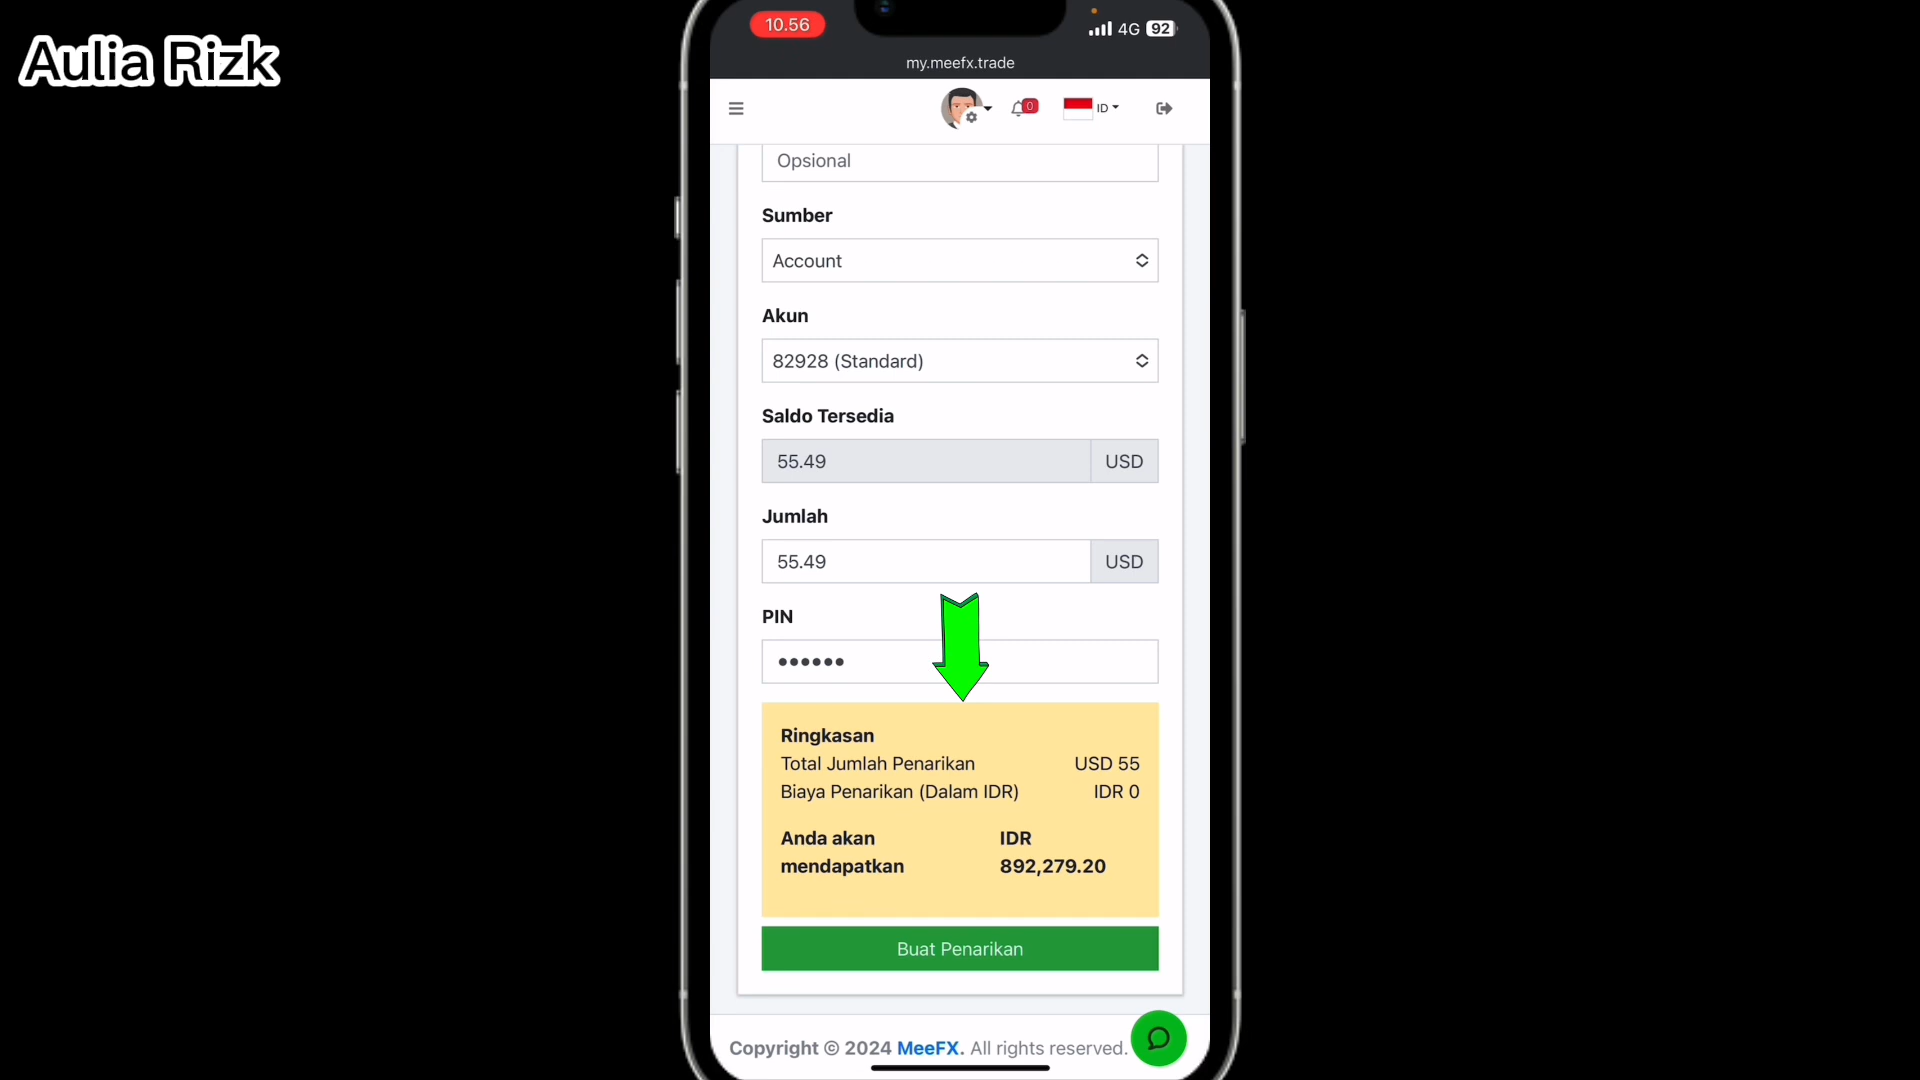 Aulia Rizk
10.56
4G 92
my.meefx.trade
0
ID
Opsional
Sumber
Account
Akun
82928 (Standard)
Saldo Tersedia
55.49 USD
Jumlah
55.49 USD
PIN
••••••
Ringkasan
Total Jumlah Penarikan USD 55
Biaya Penarikan (Dalam IDR) IDR 0
Anda akan IDR
mendapatkan 892,279.20
Buat Penarikan
Copyright © 2024 MeeFX. All rights reserved.